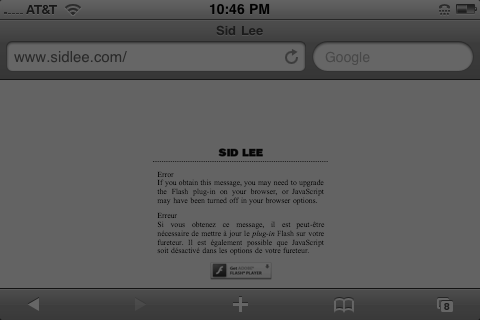 AT&T 10:46 PM
Sid Lee
www.sidlee.com/ Google
SID LEE
Error
If you obtain this message, you may need to upgrade
the Flash plug-in on your browser, or JavaScript
may have been turned off in your browser options.
Erreur
Si vous obtenez ce message, il est peut-être
nécessaire de mettre à jour le plug-in Flash sur votre
fureteur. Il est également possible que JavaScript
soit désactivé dans les options de votre fureteur.
FLASH PLAYER
8